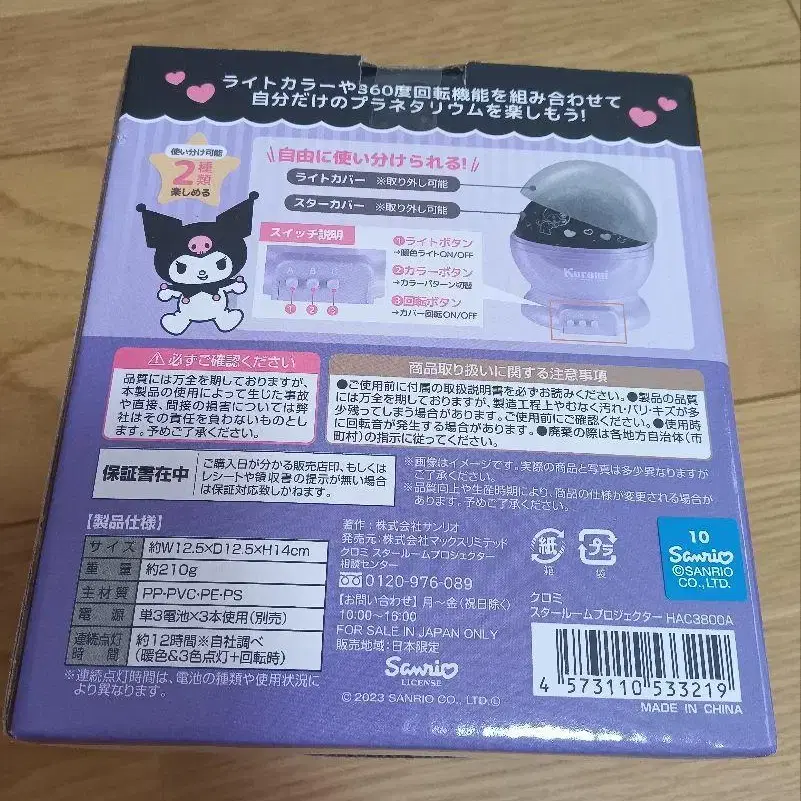 ライトカラーや360度回転機能を組み合わせて
自分だけのプラネタリウムを楽しもう!
使い分け可能
2種類
楽しめる
自由に使い分けられる!
ライトカバー ※取り外し可能
スターカバー ※取り外し可能
スイッチ説明
A B C
1 2 3
①ライトボタン
→暖色ライトON/OFF
②カラーボタン
→カラーパターン切替
③回転ボタン
→カバー回転ON/OFF
Kuromi
⚠必ずご確認ください
品質には万全を期しておりますが、
本製品の使用によって生じた事故
や直接、間接の損害については弊
社はその責任を負わないものとし
ます。予めご了承ください。
商品取り扱いに関する注意事項
●ご使用前に付属の取扱説明書を必ずお読みください。●製品の品質
には万全を期しておりますが、製造工程上やむなく汚れ・バリ・キズが多
少残ってしまう場合があります。ご使用前にご確認ください。●使用時
に回転音が発生する場合があります。●廃棄の際は各地方自治体(市
町村)の指示に従ってください。
保証書在中
ご購入日が分かる販売店印、もしくは
レシートや領収書の提示が無い場合
は保証対応致しかねます。
※画像はイメージです。実際の商品と写真は多少異なりますが
ご了承ください。
※品質向上や生産時期により、商品の仕様が変更される場合が
あります。予めご了承ください。
【製品仕様】
サイズ 約W12.5×D12.5×H14cm
重量 約210g
主材質 PP・PVC・PE・PS
電源 単3電池×3本使用(別売)
連続点灯時間 約12時間※自社調べ
(暖色&3色点灯+回転時)
※連続点灯時間は、電池の種類や使用状況に
より異なります。
著作:株式会社サンリオ
発売元:株式会社マックスリミテッド
クロミ スタールームプロジェクター
相談センター
0120-976-089
【お問い合わせ】月〜金(祝日除く)
10:00〜16:00
FOR SALE IN JAPAN ONLY
販売地域:日本限定
Sanrio
LICENSE
© 2023 SANRIO CO., LTD.
紙
箱
プラ
袋
10
Sanrio
©SANRIO
CO., LTD.
クロミ
スタールームプロジェクター HAC3800A
4 573110 533219
MADE IN CHINA